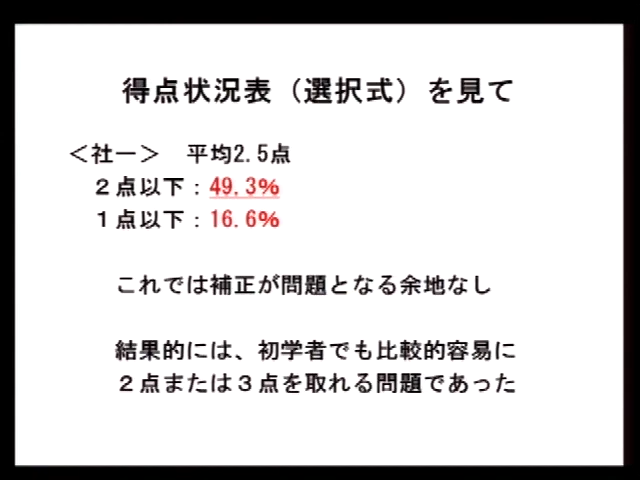 得点状況表（選択式）を見て
＜社一＞　平均2.5点
２点以下：49.3%
１点以下：16.6%
これでは補正が問題となる余地なし
結果的には、初学者でも比較的容易に
２点または３点を取れる問題であった